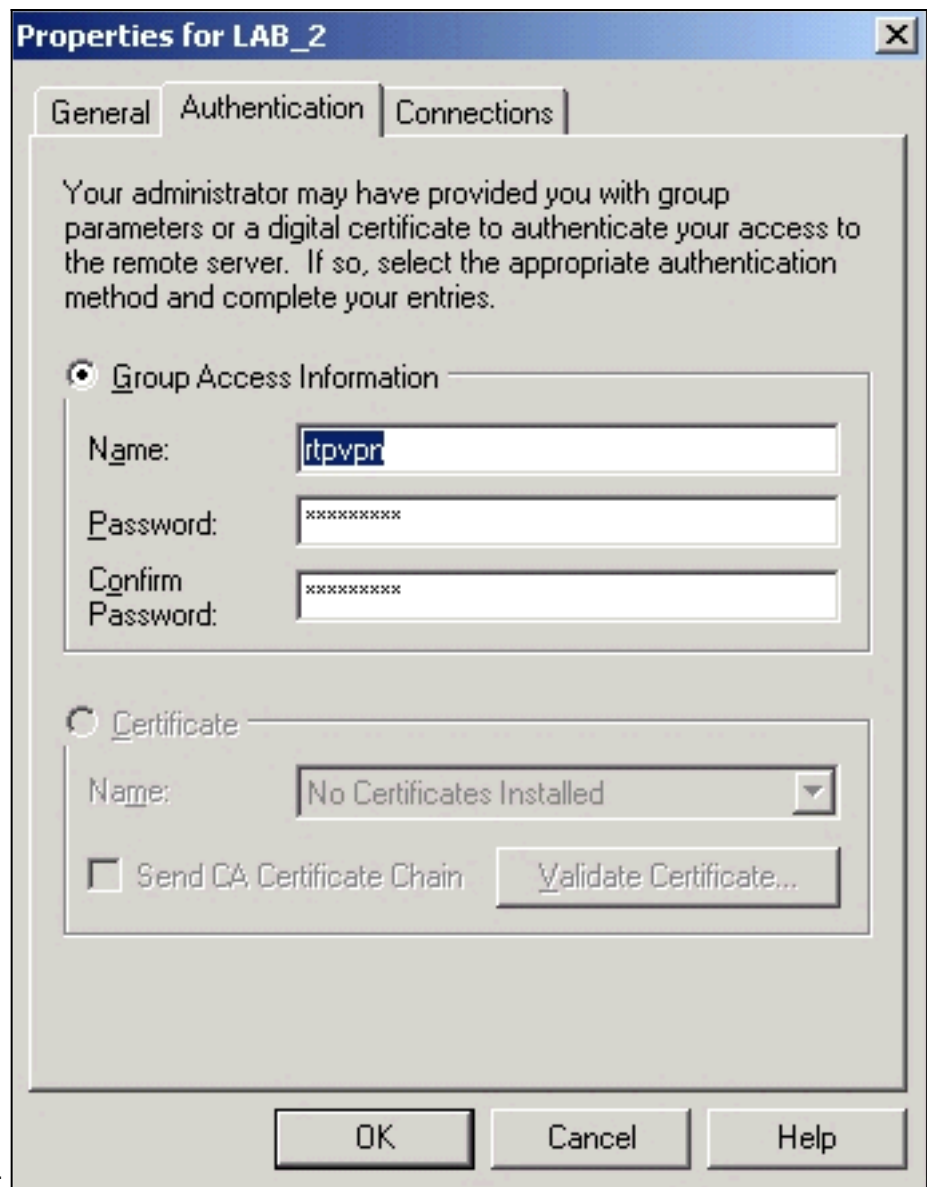 Properties for LAB_2
General Authentication Connections
Your administrator may have provided you with group
parameters or a digital certificate to authenticate your access to
the remote server. If so, select the appropriate authentication
method and complete your entries.
Group Access Information
Name: rtpvpn
Password: *********
Confirm
Password: *********
Certificate
Name: No Certificates Installed
Send CA Certificate Chain Validate Certificate...
OK Cancel Help